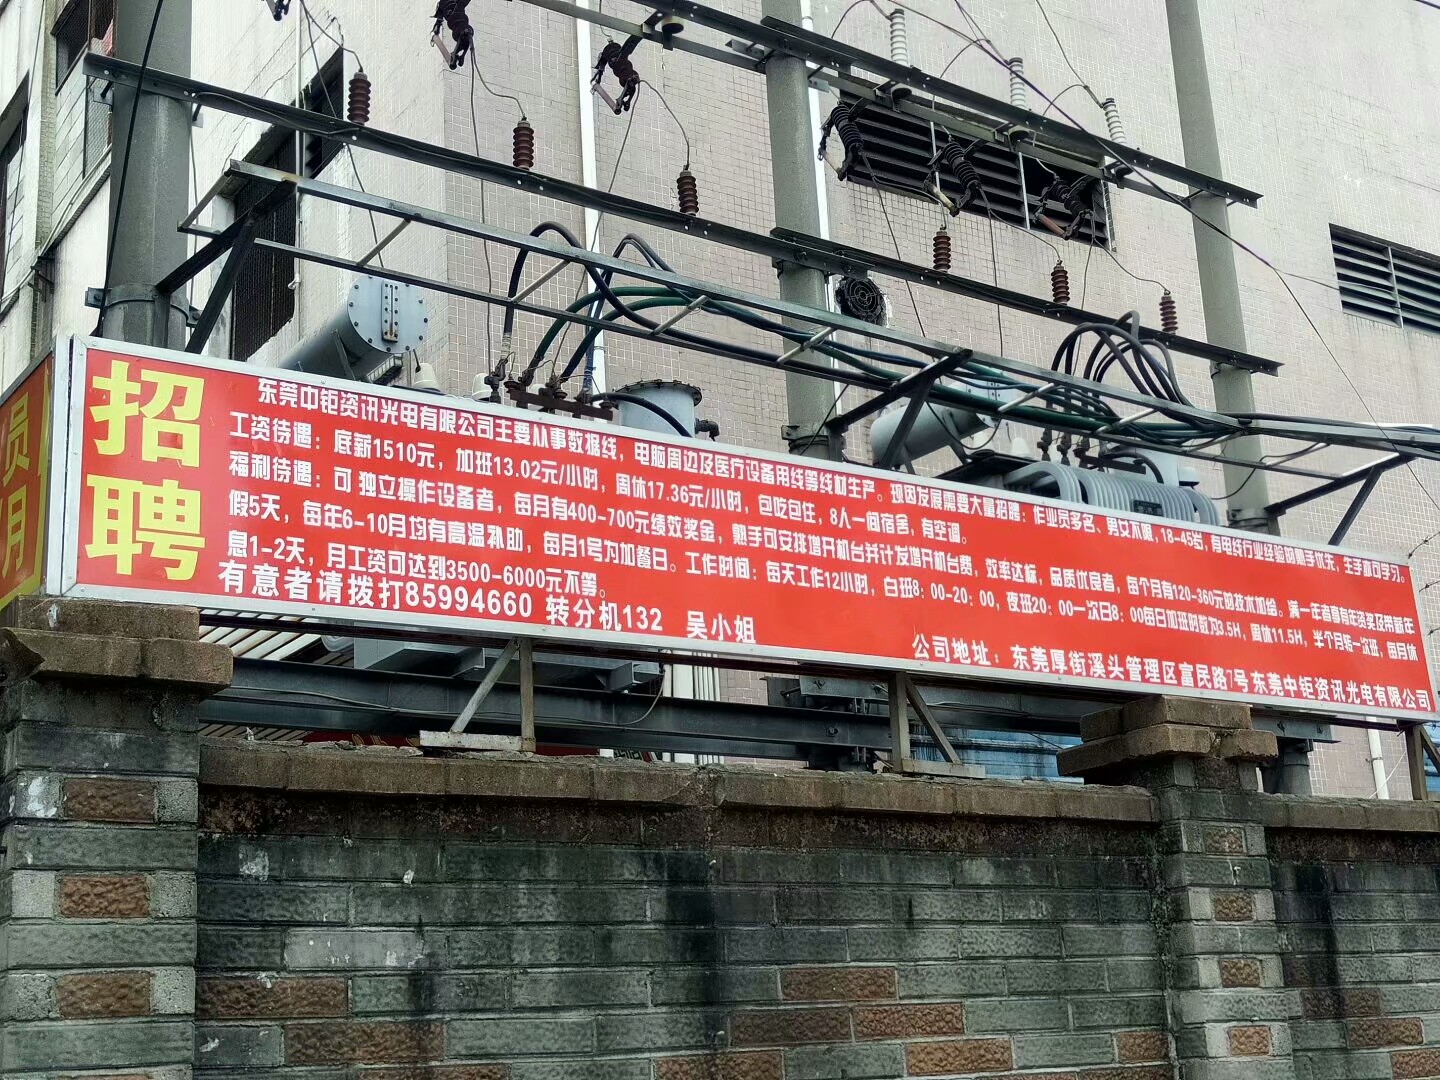 招聘
东莞中钜资讯光电有限公司主要从事数据线，电脑周边及医疗设备用线等线材生产。现因发展需要大量招聘：作业员多名、男女不限，18-45岁，有电线行业经验的熟手优先，生手亦可学习。
工资待遇：底薪1510元，加班13.02元/小时，周休17.36元/小时，包吃包住，8人一间宿舍，有空调。
福利待遇：可 独立操作设备者，每月有400-700元绩效奖金，熟手可安排增开机台并计发增开机台费，效率达标，品质优良者，每个月有120-360元的技术加给。满一年者享有年资奖及带薪年
假5天，每年6-10月均有高温补助，每月1号为加餐日。工作时间：每天工作12小时，白班8：00-20：00，夜班20：00一次日8：00每日加班时数为3.5H，周休11.5H，半个月轮一次班，每月休
息1-2天，月工资可达到3500-6000元不等。
有意者请拨打85994660 转分机132 吴小姐
公司地址：东莞厚街溪头管理区富民路7号东莞中钜资讯光电有限公司
员
月